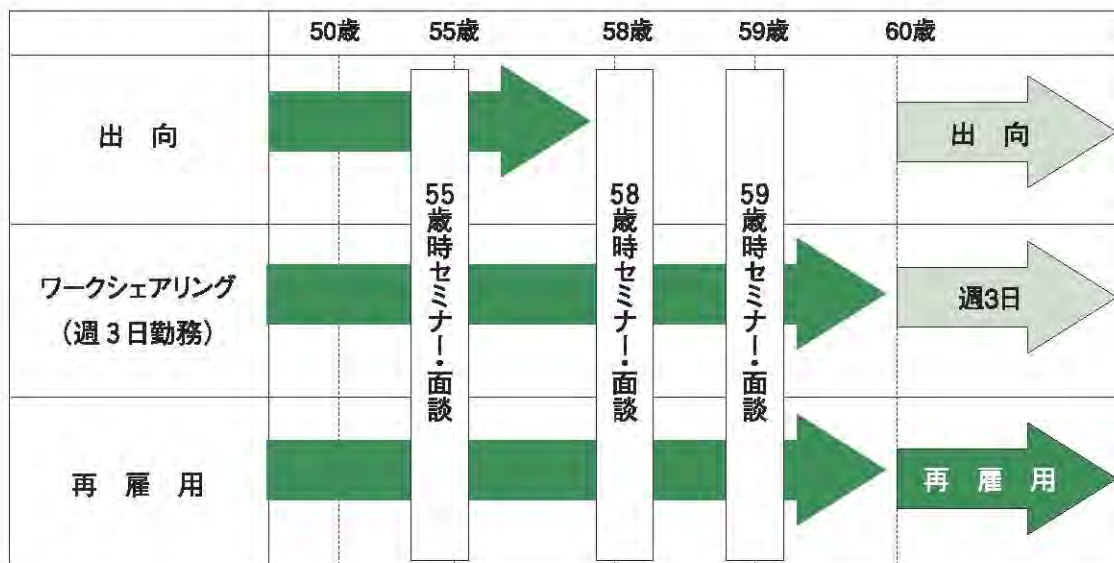 50歳 55歳 58歳 59歳 60歳
出 向
出 向
ワークシェアリング
（週３日勤務）
週3日
再 雇 用
再 雇 用
55歳時セミナー・面談
58歳時セミナー・面談
59歳時セミナー・面談